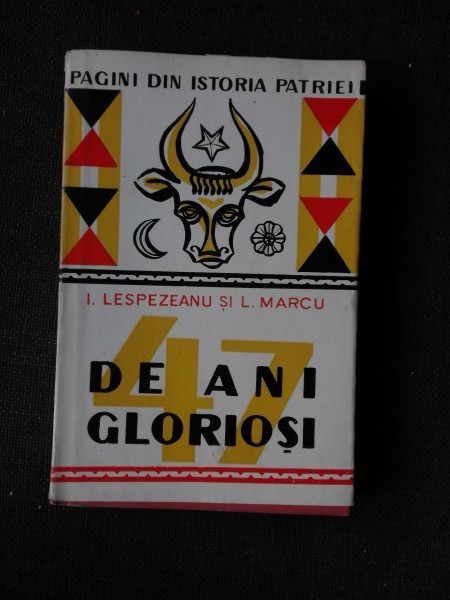 PAGINI DIN ISTORIA PATRIEI
I. LESPEZEANU ȘI L. MARCU
47
DE ANI
GLORIOȘI